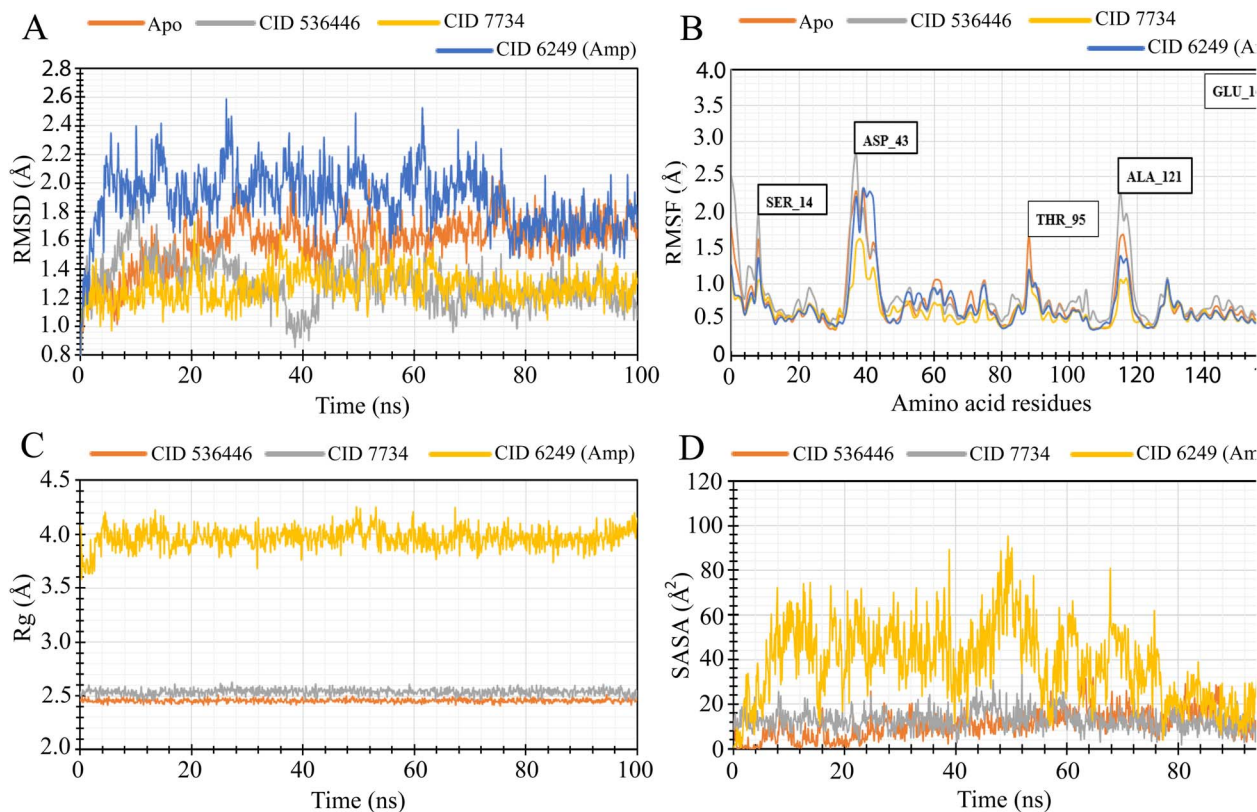 A
Apo CID 536446 CID 7734
CID 6249 (Amp)
RMSD (Å)
2.8
2.6
2.4
2.2
2.0
1.8
1.6
1.4
1.2
1.0
0.8
0 20 40 60 80 100
Time (ns)
B
Apo CID 536446 CID 7734
CID 6249 (A
RMSF (Å)
4.0
3.5
3.0
2.5
2.0
1.5
1.0
0.5
0
SER_14
ASP_43
THR_95
ALA_121
GLU_1
0 20 40 60 80 100 120 140
Amino acid residues
C
CID 536446 CID 7734 CID 6249 (Amp)
Rg (Å)
4.5
4.0
3.5
3.0
2.5
2.0
0 20 40 60 80 100
Time (ns)
D
CID 536446 CID 7734 CID 6249 (Am
SASA (Å²)
120
100
80
60
40
20
0
0 20 40 60 80
Time (ns)